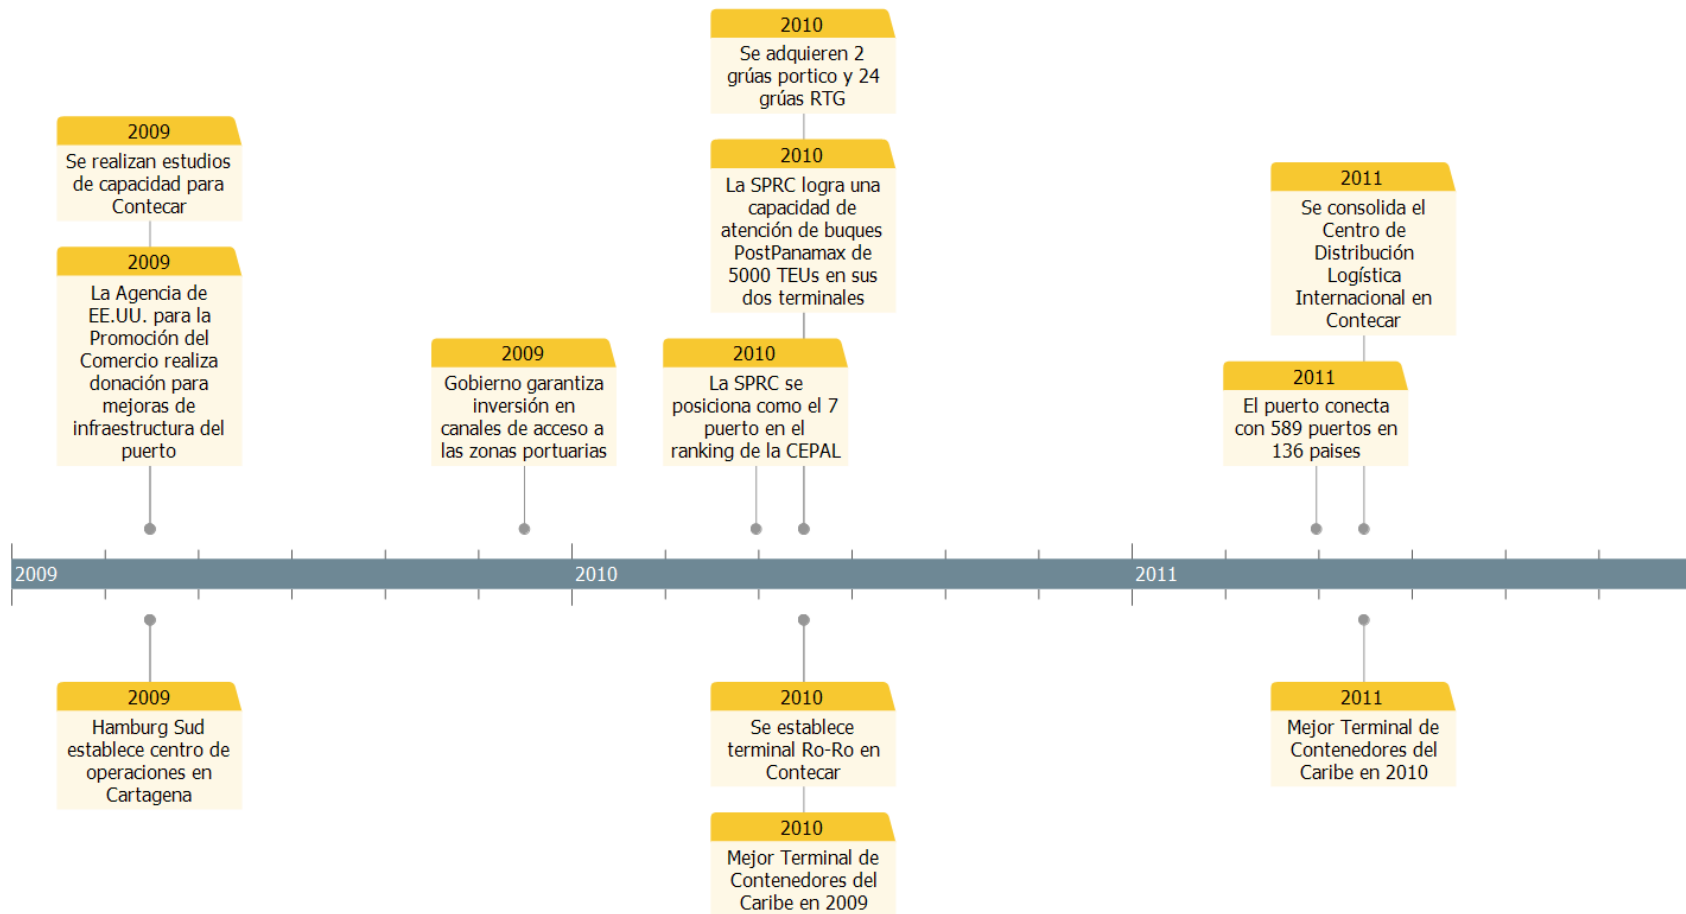 2010
Se adquieren 2
grúas portico y 24
grúas RTG
2009
Se realizan estudios
de capacidad para
Contecar
2010
La SPRC logra una
capacidad de
atención de buques
PostPanamax de
5000 TEUs en sus
dos terminales
2011
Se consolida el
Centro de
Distribución
Logística
Internacional en
Contecar
2009
La Agencia de
EE.UU. para la
Promoción del
Comercio realiza
donación para
mejoras de
infraestructura del
puerto
2009
Gobierno garantiza
inversión en
canales de acceso a
las zonas portuarias
2010
La SPRC se
posiciona como el 7
puerto en el
ranking de la CEPAL
2011
El puerto conecta
con 589 puertos en
136 paises
2009
2010
2011
2009
Hamburg Sud
establece centro de
operaciones en
Cartagena
2010
Se establece
terminal Ro-Ro en
Contecar
2010
Mejor Terminal de
Contenedores del
Caribe en 2009
2011
Mejor Terminal de
Contenedores del
Caribe en 2010